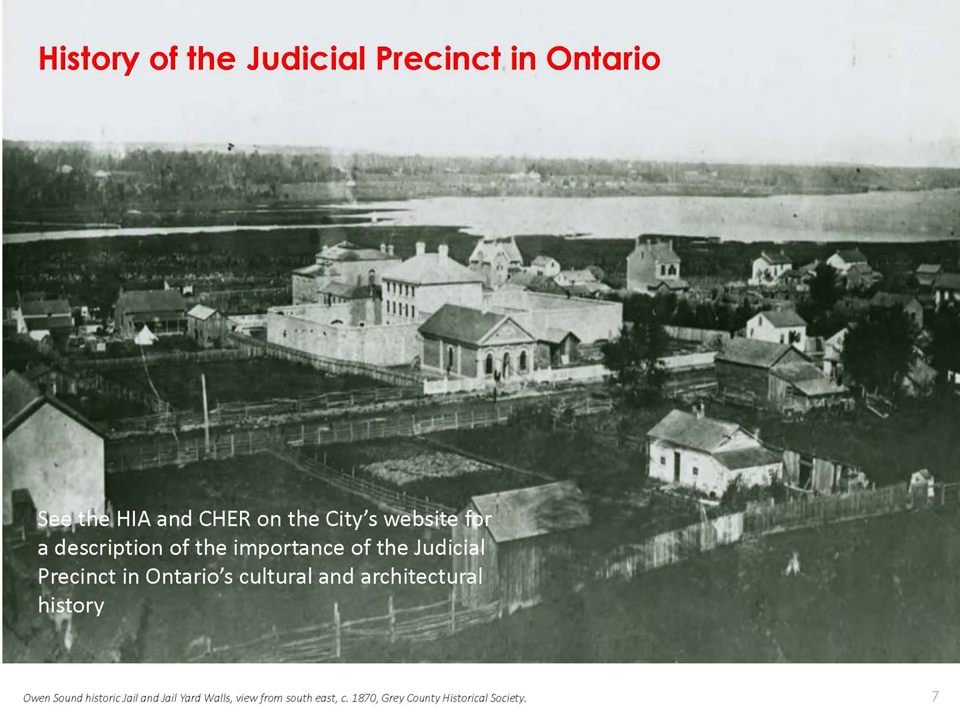 History of the Judicial Precinct in Ontario
See the HIA and CHER on the City’s website for
a description of the importance of the Judicial
Precinct in Ontario’s cultural and architectural
history
Owen Sound historic Jail and Jail Yard Walls, view from south east, c. 1870, Grey County Historical Society.
7